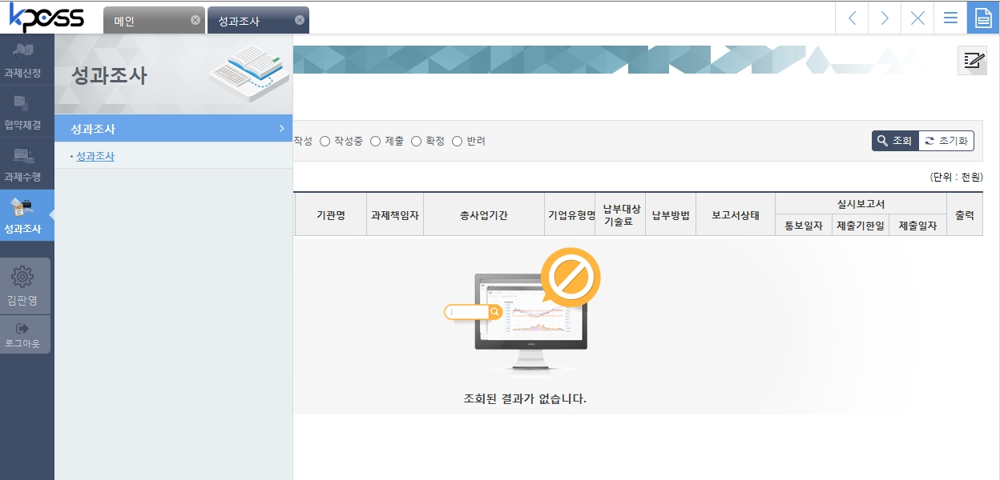 kpass
메인
성과조사
과제신청
협약체결
과제수행
성과조사
김판영
로그아웃
성과조사
성과조사
· 성과조사
작성 작성중 제출 확정 반려
조회 초기화
(단위 : 천원)
기관명 과제책임자 총사업기간 기업유형명 납부대상 기술료 납부방법 보고서상태 실시보고서 출력
통보일자 제출기한일 제출일자
조회된 결과가 없습니다.